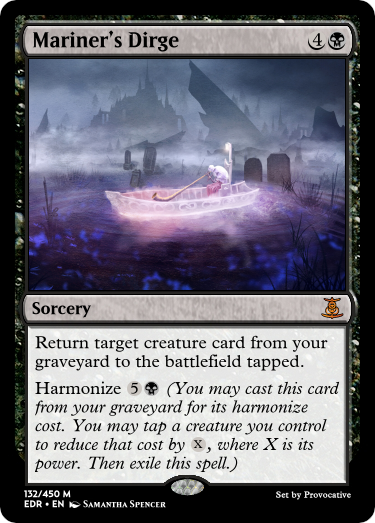 Mariner's Dirge 4
Sorcery
Return target creature card from your
graveyard to the battlefield tapped.
Harmonize 5 (You may cast this card
from your graveyard for its harmonize
cost. You may tap a creature you control
to reduce that cost by X, where X is its
power. Then exile this spell.)
132/450 M
EDR • EN Samantha Spencer
Set by Provocative